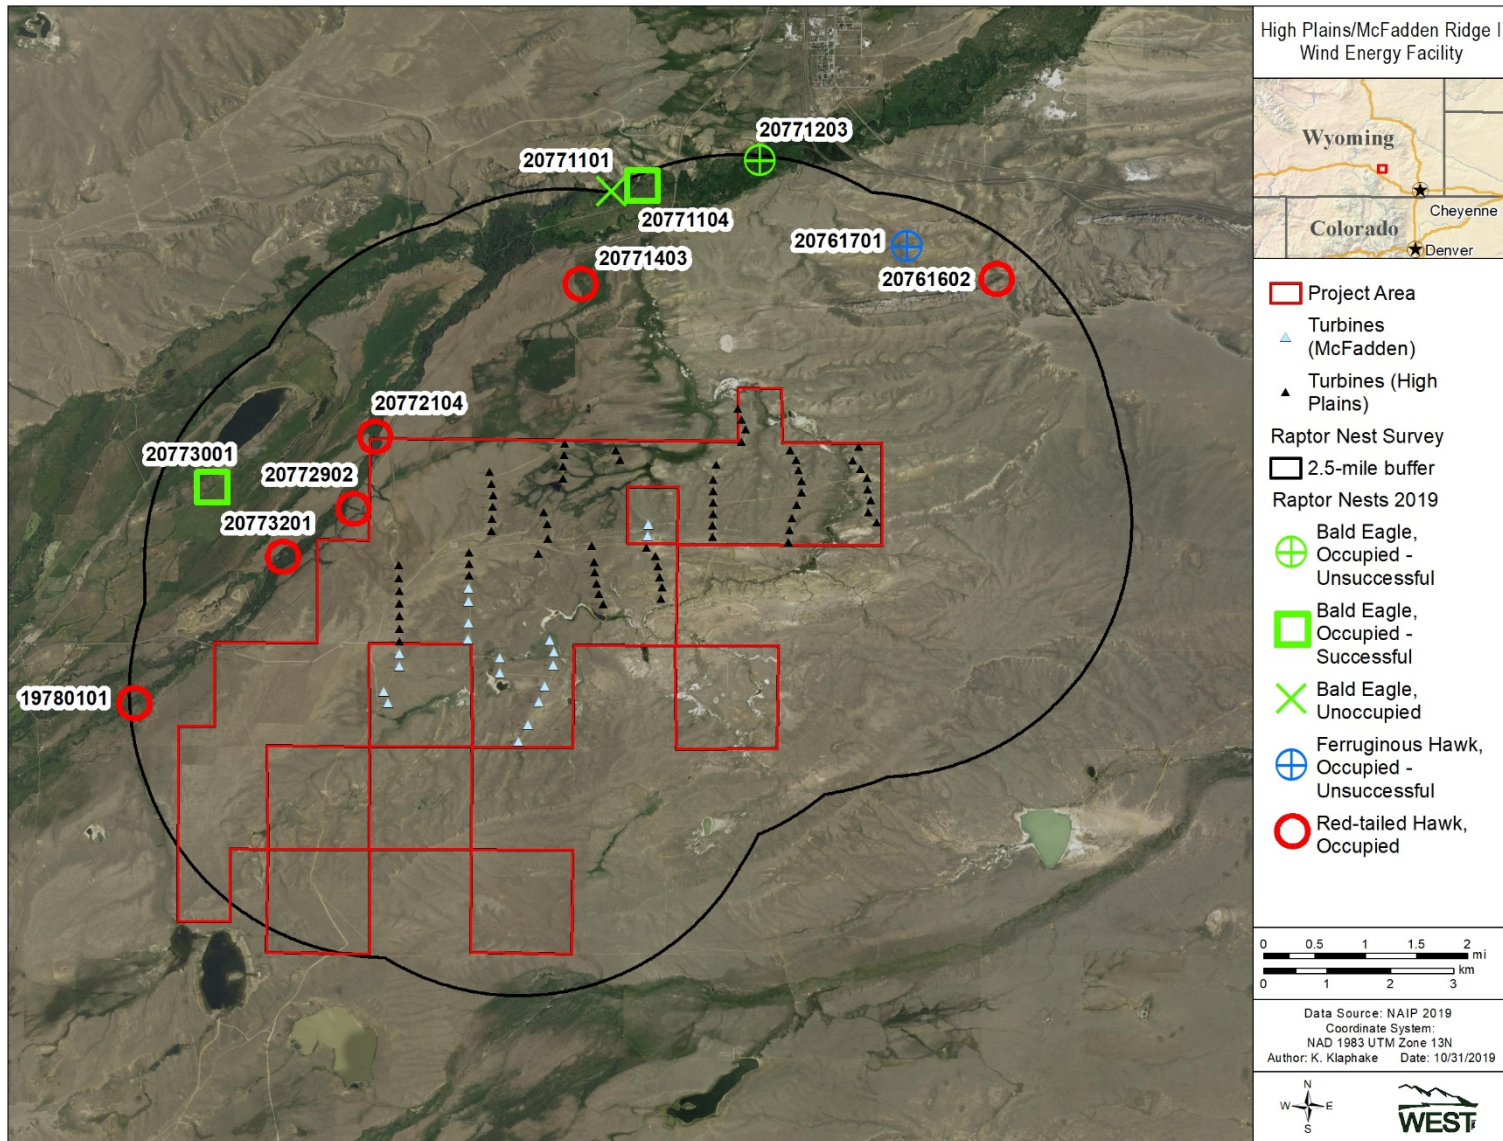 20771203
20771101
20771104
20771403
20761701
20761602
20772104
20773001
20772902
20773201
19780101
High Plains/McFadden Ridge I
Wind Energy Facility
Wyoming
Cheyenne
Colorado
Denver
Project Area
Turbines
(McFadden)
Turbines (High
Plains)
Raptor Nest Survey
2.5-mile buffer
Raptor Nests 2019
Bald Eagle,
Occupied -
Unsuccessful
Bald Eagle,
Occupied -
Successful
Bald Eagle,
Unoccupied
Ferruginous Hawk,
Occupied -
Unsuccessful
Red-tailed Hawk,
Occupied
0 0.5 1 1.5 2
mi
km
0 1 2 3
Data Source: NAIP 2019
Coordinate System:
NAD 1983 UTM Zone 13N
Author: K. Klaphake Date: 10/31/2019
N
W E
S
WEST